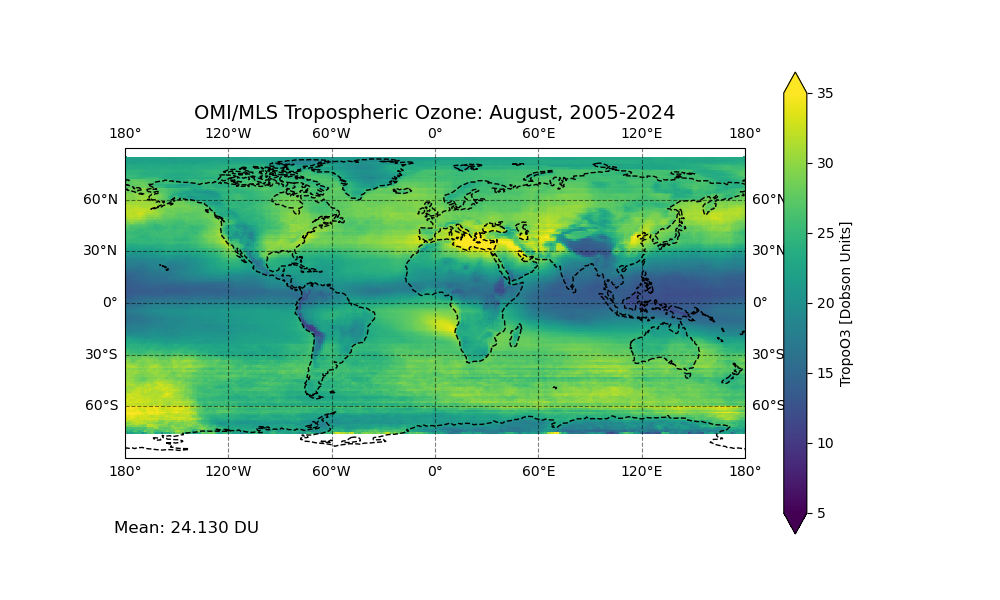 OMI/MLS Tropospheric Ozone: August, 2005-2024
180° 120°W 60°W 0° 60°E 120°E 180°
60°N 60°N
30°N 30°N
0° 0°
30°S 30°S
60°S 60°S
180° 120°W 60°W 0° 60°E 120°E 180°
35
30
25
20
15
10
5
TropoO3 [Dobson Units]
Mean: 24.130 DU